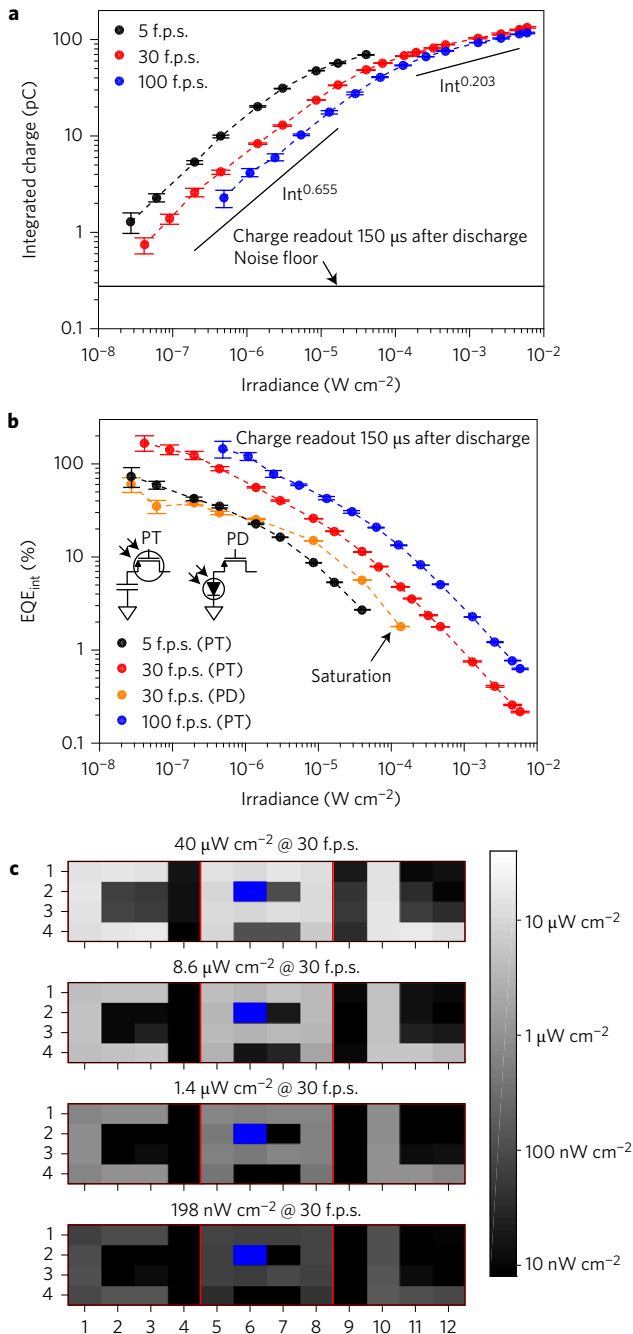 a
5 f.p.s.
30 f.p.s.
100 f.p.s.
Integrated charge (pC)
100
10
1
0.1
Int^0.203
Int^0.655
Charge readout 150 µs after discharge
Noise floor
10⁻⁸ 10⁻⁷ 10⁻⁶ 10⁻⁵ 10⁻⁴ 10⁻³ 10⁻²
Irradiance (W cm⁻²)
b
Charge readout 150 µs after discharge
EQE_int (%)
100
10
1
0.1
PT PD
5 f.p.s. (PT)
30 f.p.s. (PT)
30 f.p.s. (PD)
100 f.p.s. (PT)
Saturation
10⁻⁸ 10⁻⁷ 10⁻⁶ 10⁻⁵ 10⁻⁴ 10⁻³ 10⁻²
Irradiance (W cm⁻²)
c
40 µW cm⁻² @ 30 f.p.s.
1
2
3
4
8.6 µW cm⁻² @ 30 f.p.s.
1
2
3
4
1.4 µW cm⁻² @ 30 f.p.s.
1
2
3
4
198 nW cm⁻² @ 30 f.p.s.
1
2
3
4
1 2 3 4 5 6 7 8 9 10 11 12
10 µW cm⁻²
1 µW cm⁻²
100 nW cm⁻²
10 nW cm⁻²